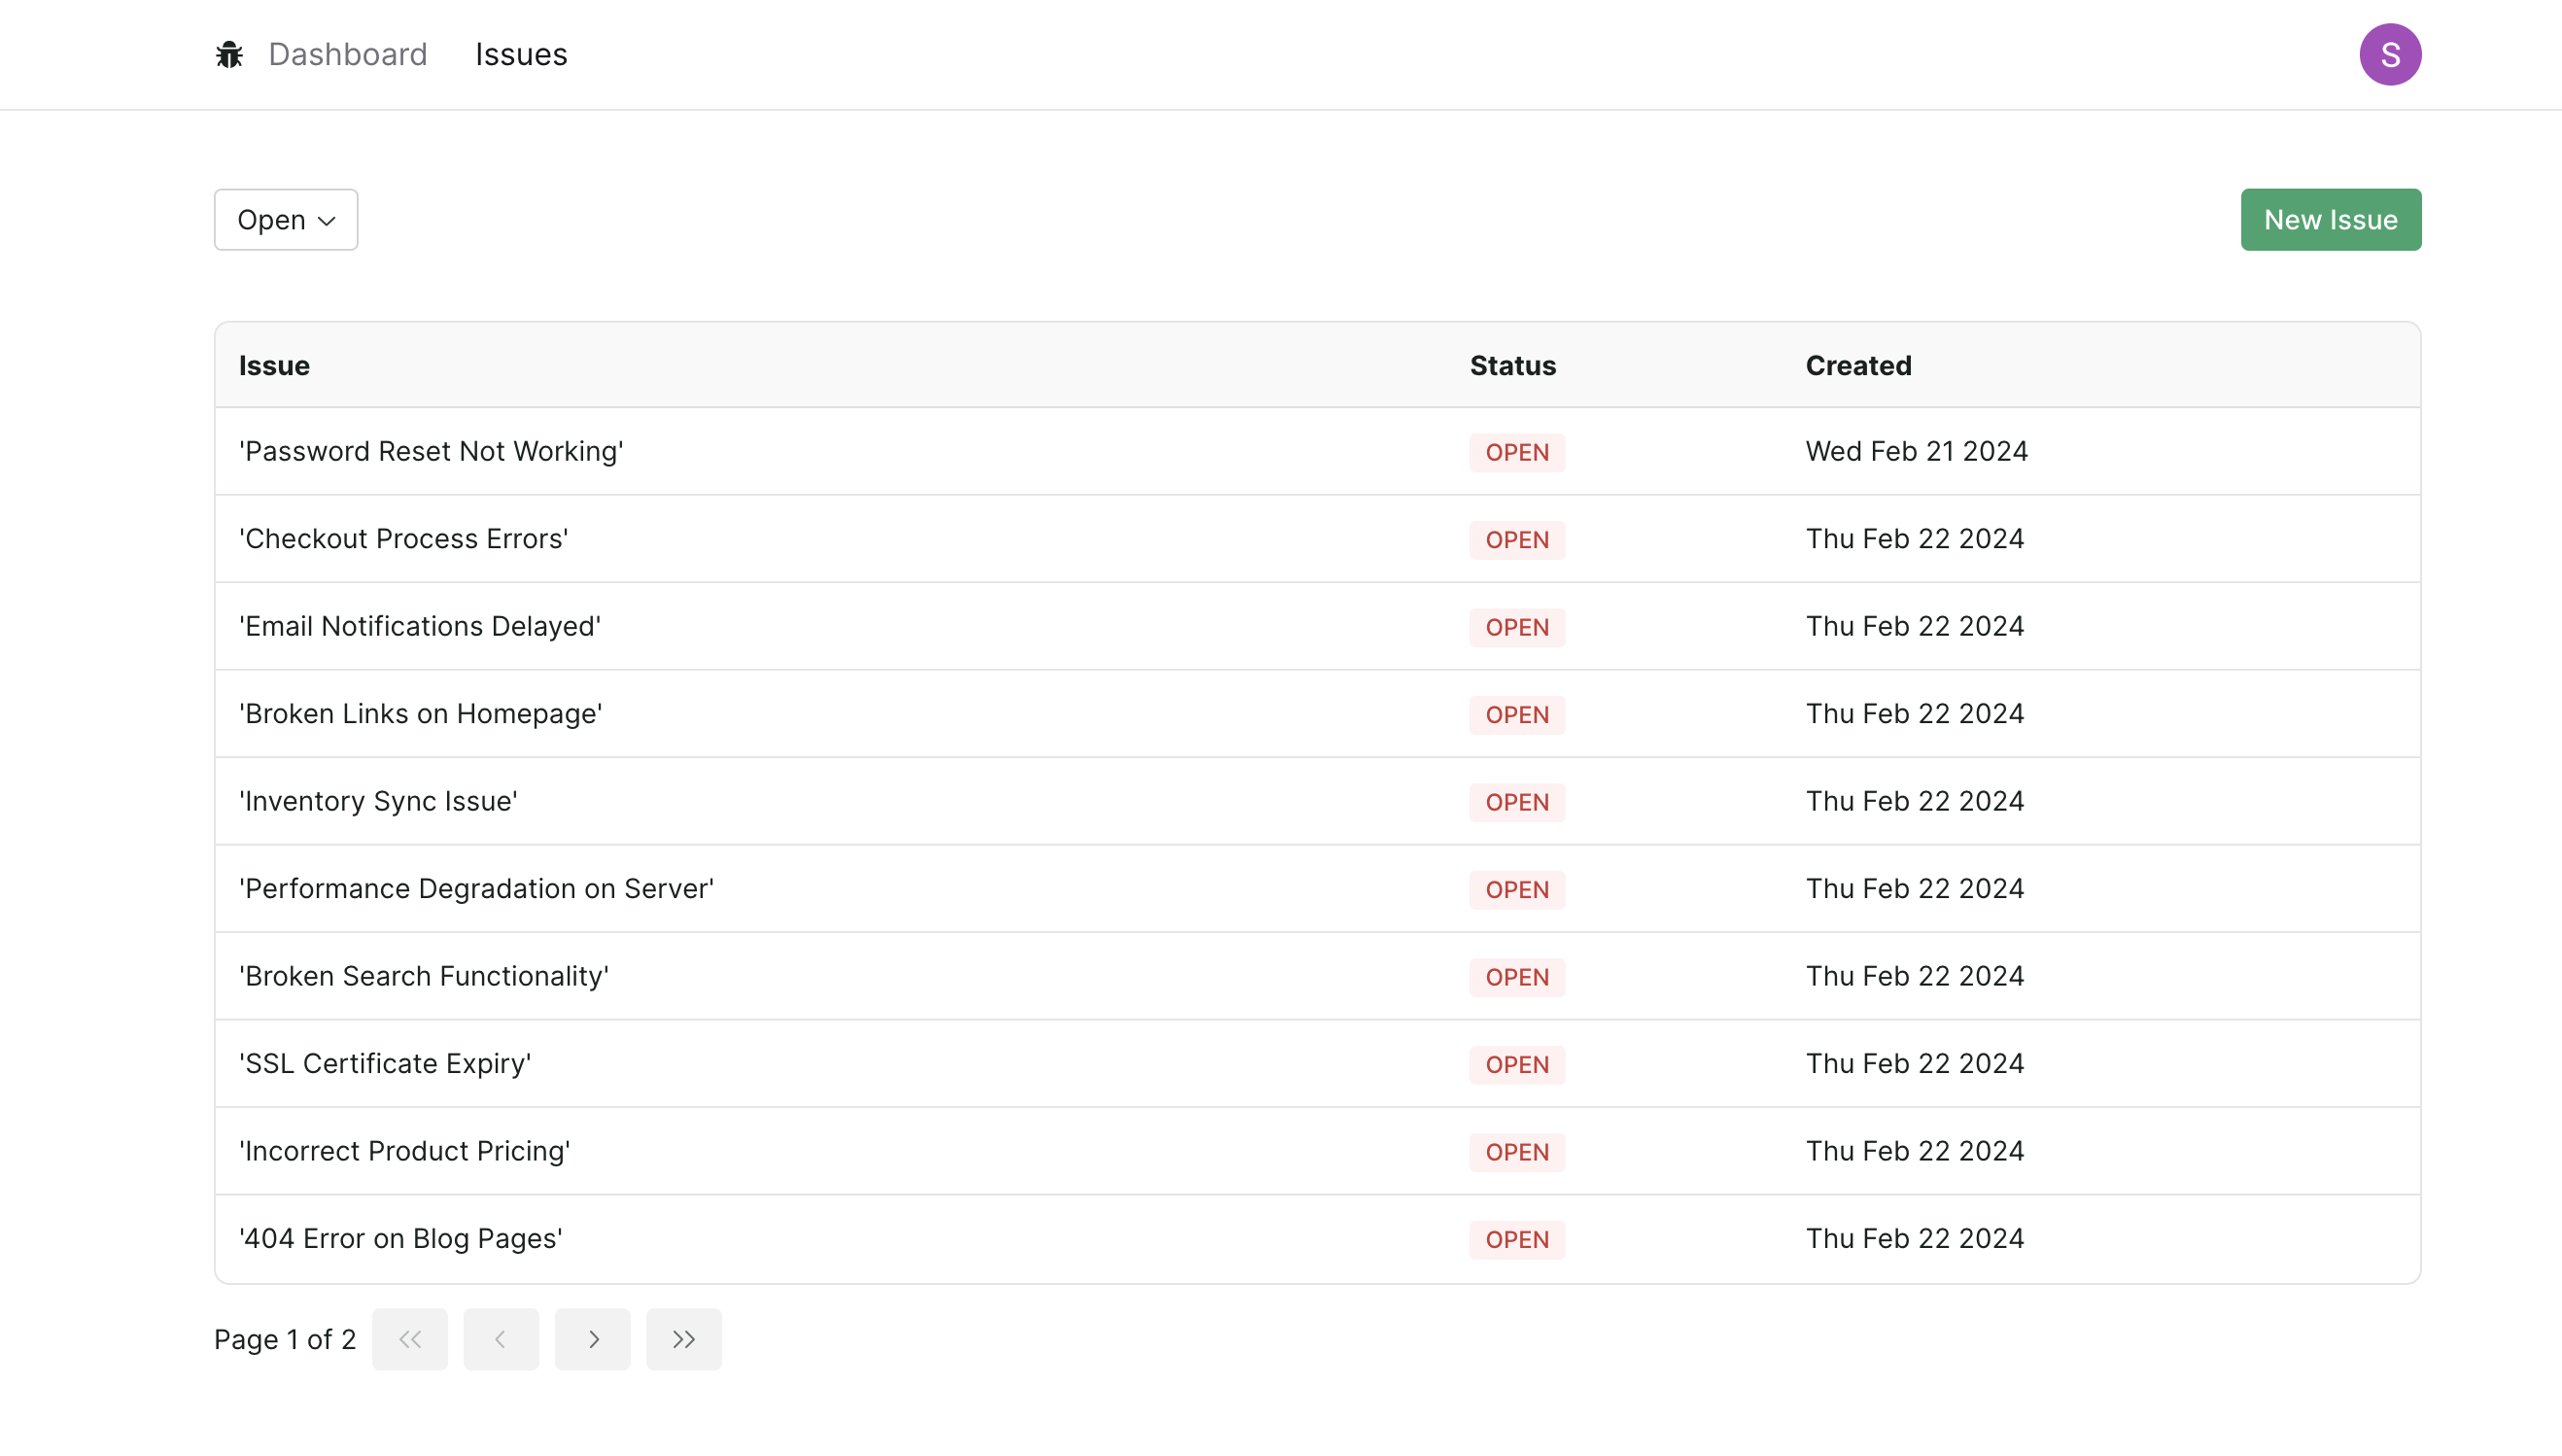 Dashboard Issues S
Open New Issue
Issue Status Created
'Password Reset Not Working' OPEN Wed Feb 21 2024
'Checkout Process Errors' OPEN Thu Feb 22 2024
'Email Notifications Delayed' OPEN Thu Feb 22 2024
'Broken Links on Homepage' OPEN Thu Feb 22 2024
'Inventory Sync Issue' OPEN Thu Feb 22 2024
'Performance Degradation on Server' OPEN Thu Feb 22 2024
'Broken Search Functionality' OPEN Thu Feb 22 2024
'SSL Certificate Expiry' OPEN Thu Feb 22 2024
'Incorrect Product Pricing' OPEN Thu Feb 22 2024
'404 Error on Blog Pages' OPEN Thu Feb 22 2024
Page 1 of 2